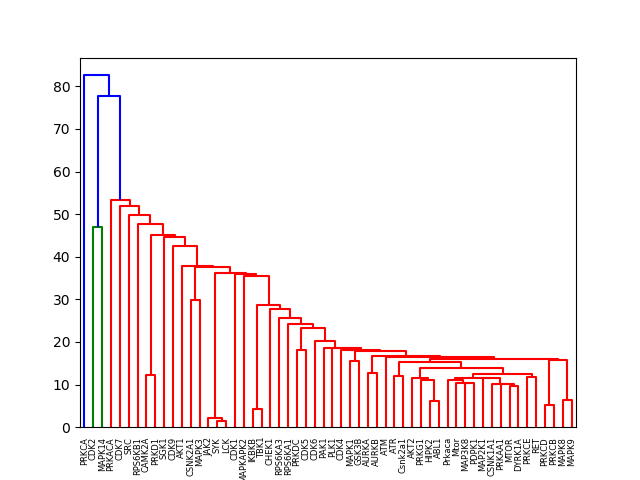 80
70
60
50
40
30
20
10
0
PRKCA
CDK2
MAPK14
PRKACA
CDK7
SRC
RPS6KB1
CAMK2A
PRKD1
SGK1
CDK9
AKT1
CSNK2A1
MAPK3
JAK2
SYK
LCK
CDK1
MAPKAPK2
IKBKB
TBK1
CHEK1
RPS6KA3
RPS6KA1
PRKDC
CDK5
CDK6
PAK1
PLK1
CDK4
MAPK1
GSK3B
AURKA
AURKB
ATM
ATR
Csnk2a1
AKT2
PRKG1
HIPK2
ABL1
Prkaca
Mtor
MAP3K8
PDPK1
MAP2K1
CSNK1A1
PRKAA1
MTOR
DYRK1A
PRKCE
RET
PRKCD
PRKCB
MAPK8
MAPK9